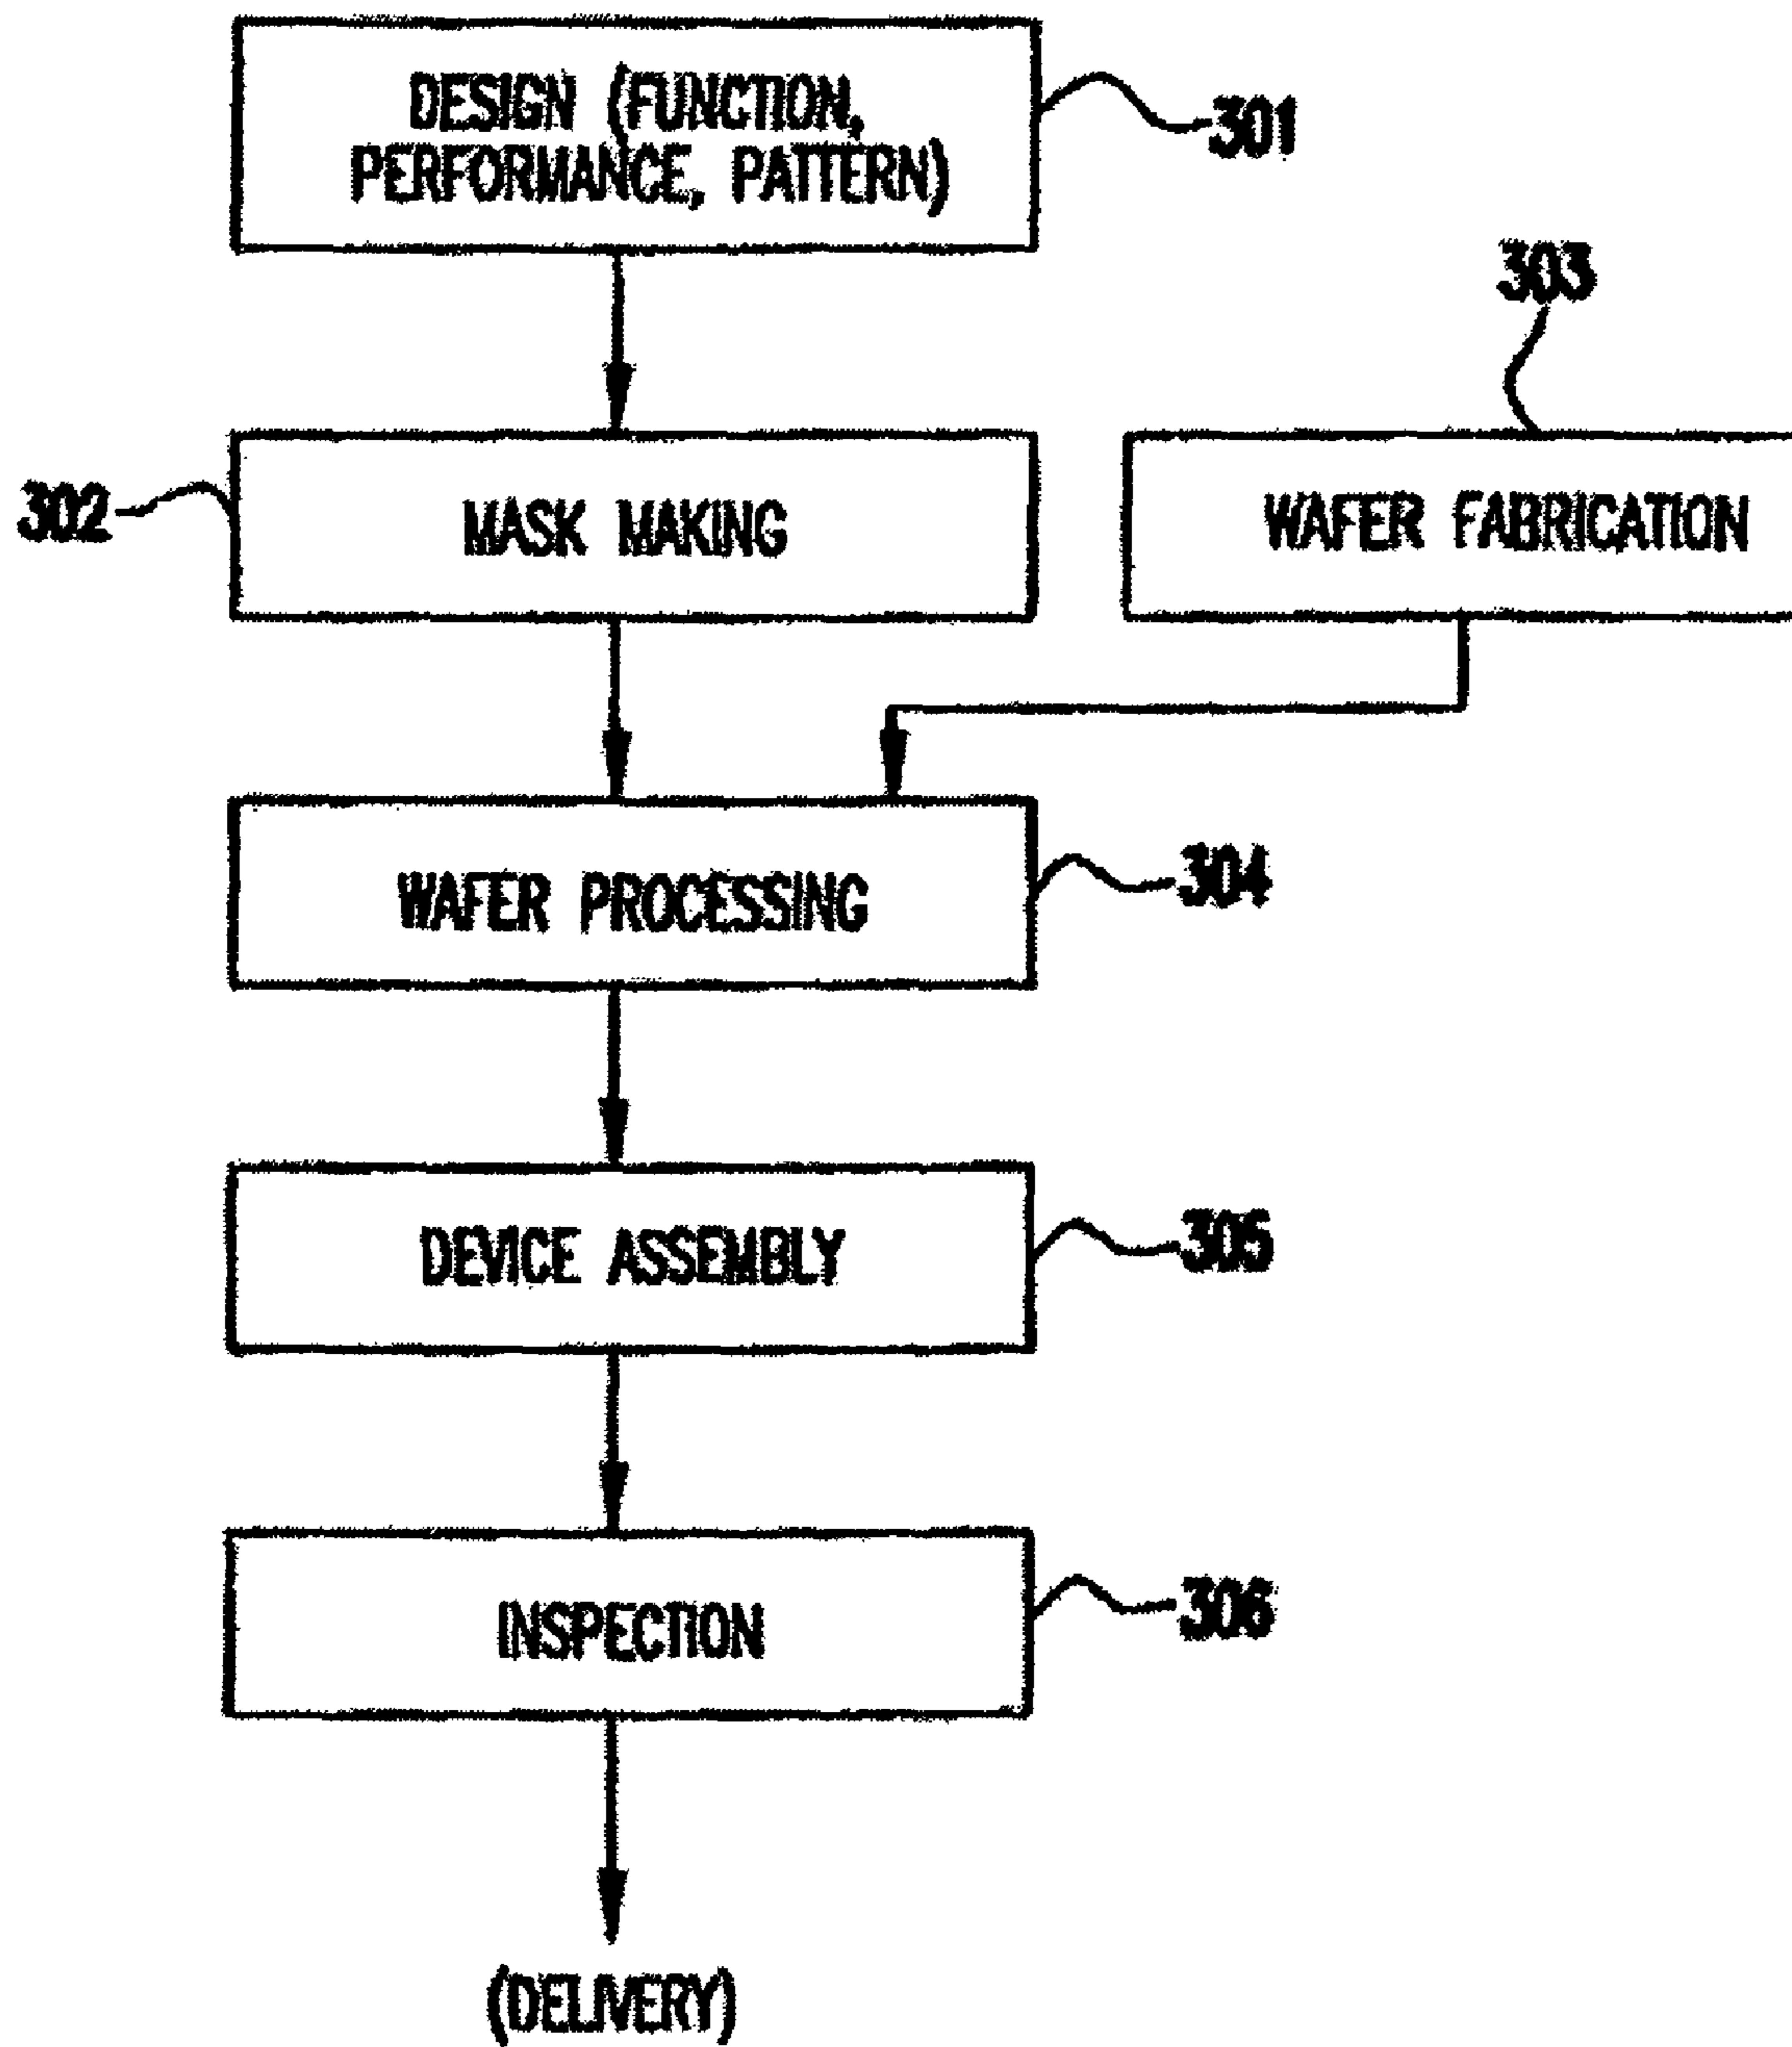 DESIGN (FUNCTION,
PERFORMANCE, PATTERN)
301
303
302
MASK MAKING
WAFER FABRICATION
WAFER PROCESSING
304
DEVICE ASSEMBLY
305
INSPECTION
306
(DELIVERY)